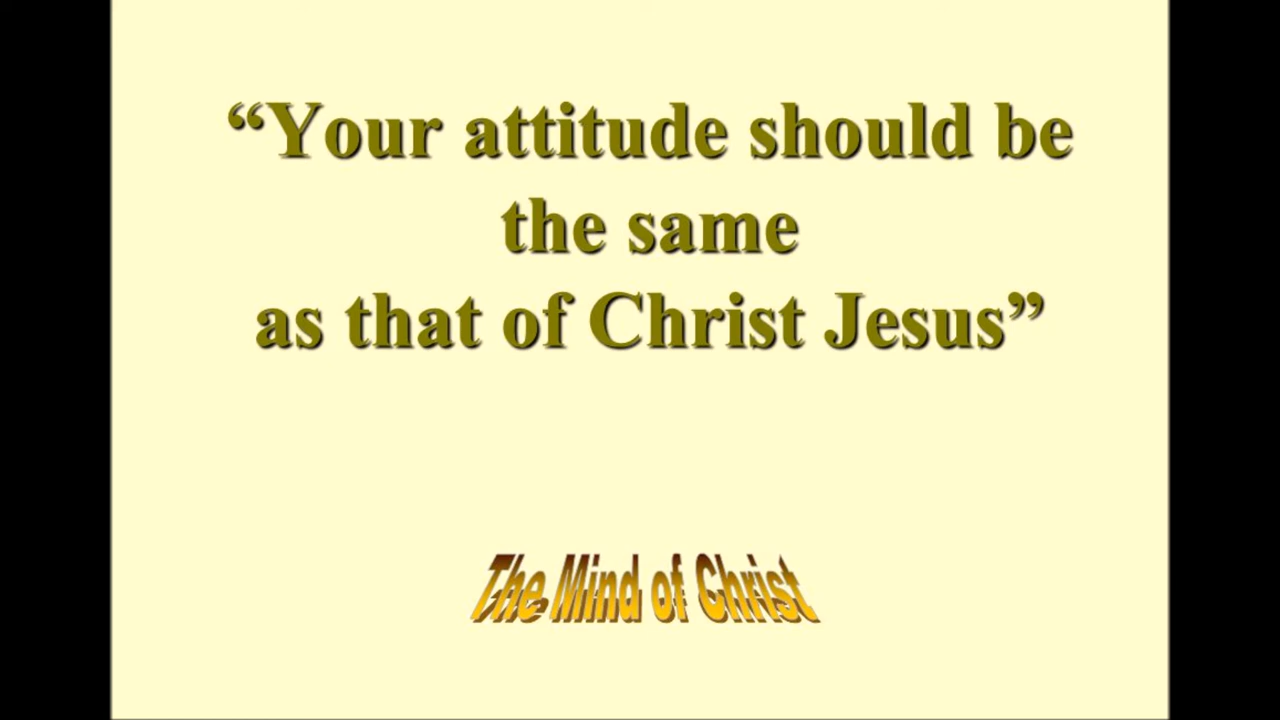 “Your attitude should be
the same
as that of Christ Jesus”
The Mind of Christ